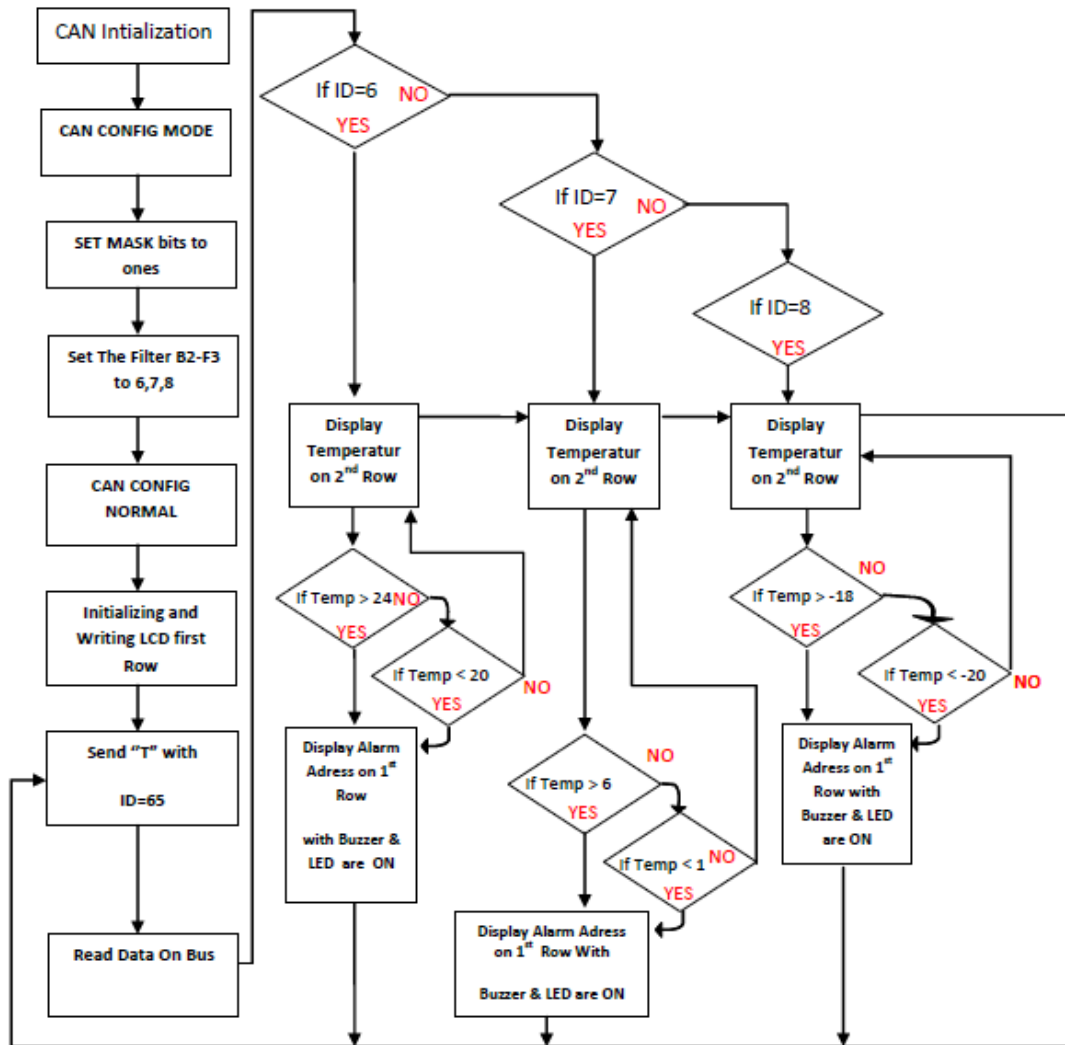 CAN Intialization
CAN CONFIG MODE
SET MASK bits to
ones
Set The Filter B2-F3
to 6,7,8
CAN CONFIG
NORMAL
Initializing and
Writing LCD first
Row
Send “T” with
ID=65
Read Data On Bus
If ID=6
NO
YES
If ID=7
NO
YES
If ID=8
YES
Display
Temperatur
on 2nd Row
Display
Temperatur
on 2nd Row
Display
Temperatur
on 2nd Row
If Temp > 24
NO
YES
If Temp < 20
NO
YES
Display Alarm
Adress on 1st
Row
with Buzzer &
LED are ON
If Temp > 6
NO
YES
If Temp < 1
NO
YES
Display Alarm Adress
on 1st Row With
Buzzer & LED are ON
If Temp > -18
NO
YES
If Temp < -20
NO
YES
Display Alarm
Adress on 1st
Row with
Buzzer & LED
are ON